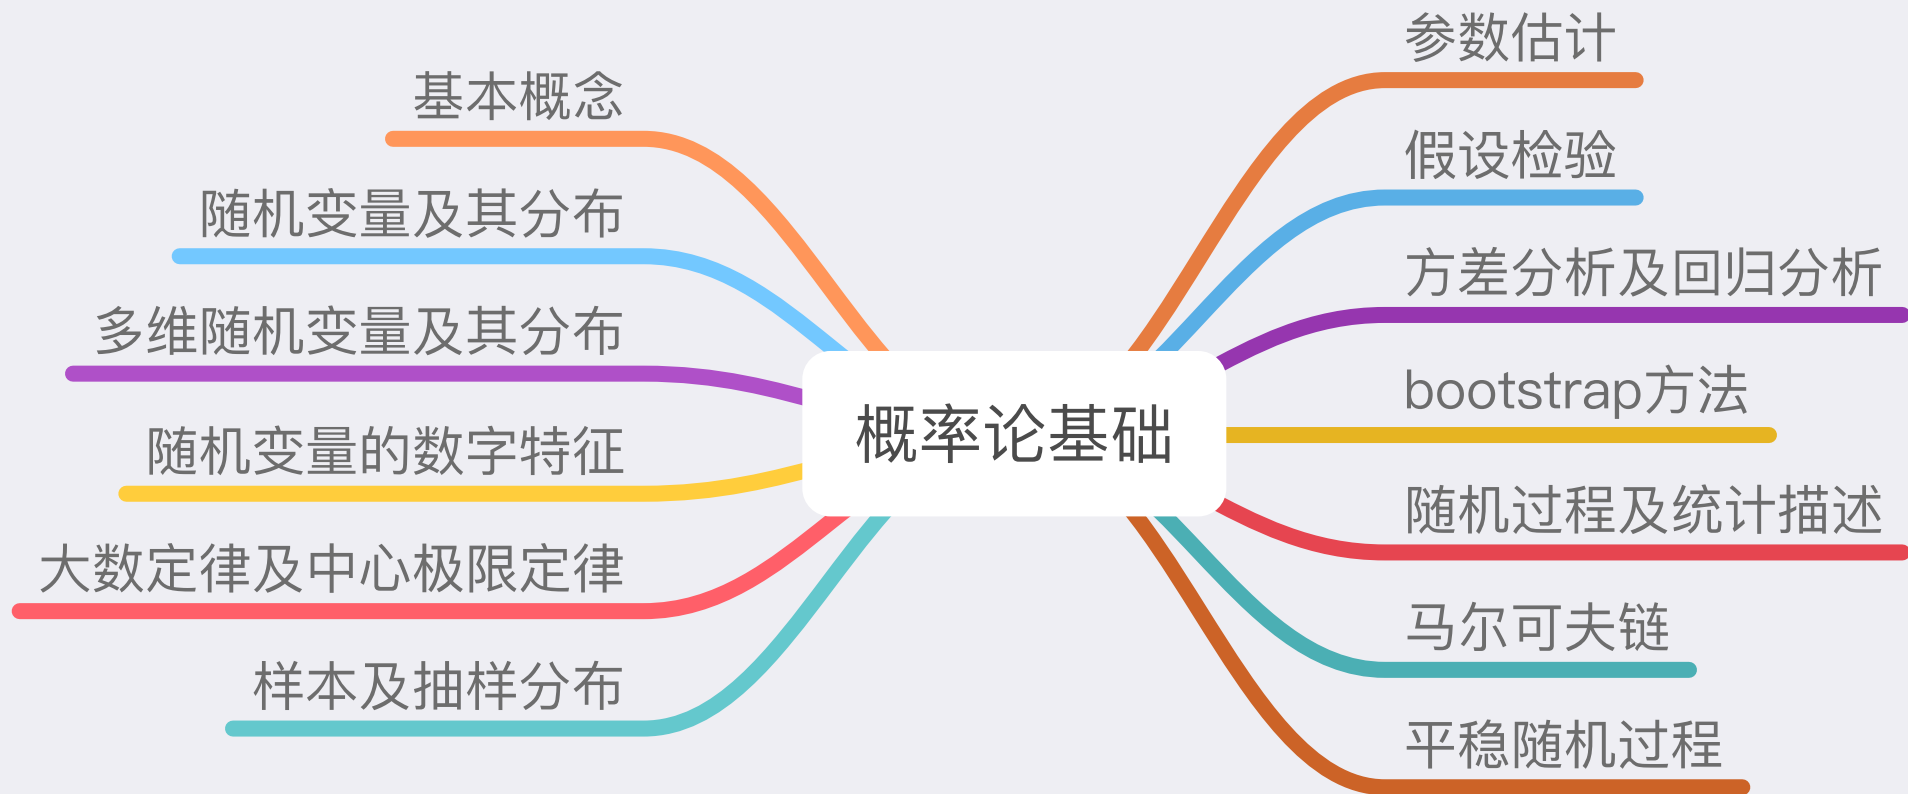 概率论基础
基本概念
随机变量及其分布
多维随机变量及其分布
随机变量的数字特征
大数定律及中心极限定律
样本及抽样分布
参数估计
假设检验
方差分析及回归分析
bootstrap方法
随机过程及统计描述
马尔可夫链
平稳随机过程